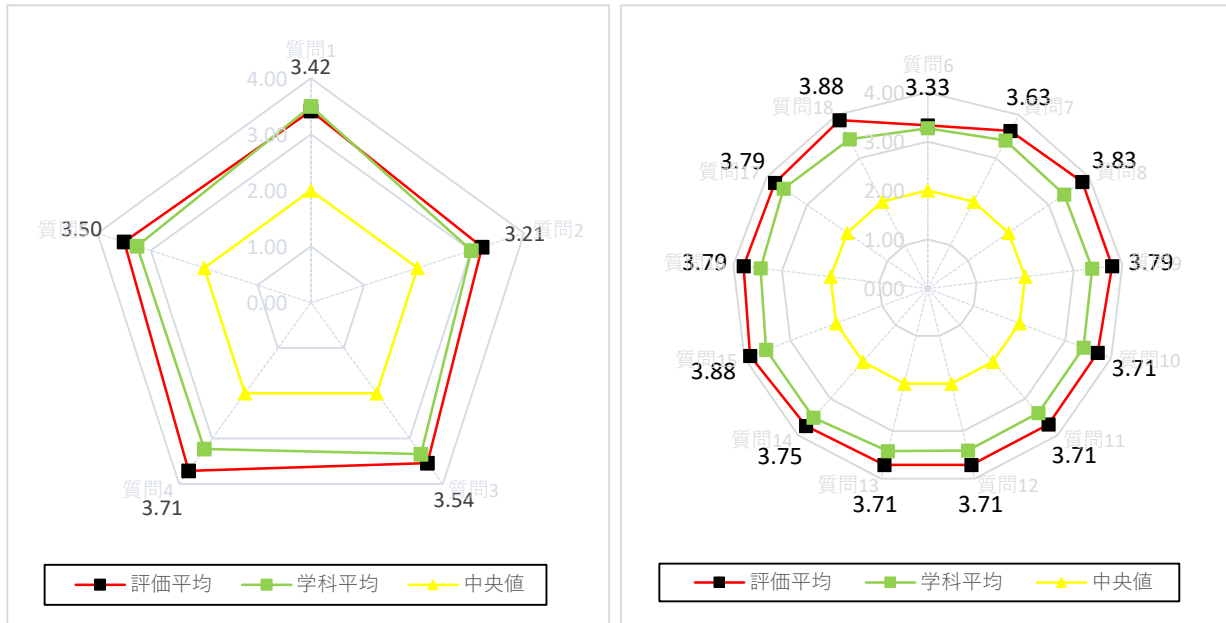 質問1
3.42
4.00
3.00
2.00
1.00
0.00
質問2
3.21
質問3
3.54
質問4
3.71
3.50
評価平均
学科平均
中央値
質問6
3.33
4.00
3.00
2.00
1.00
0.00
質問7
3.63
質問8
3.83
3.79
質問10
3.71
質問11
3.71
質問12
3.71
質問13
3.71
質問14
3.75
質問15
3.88
3.79
質問17
3.79
質問18
3.88
評価平均
学科平均
中央値